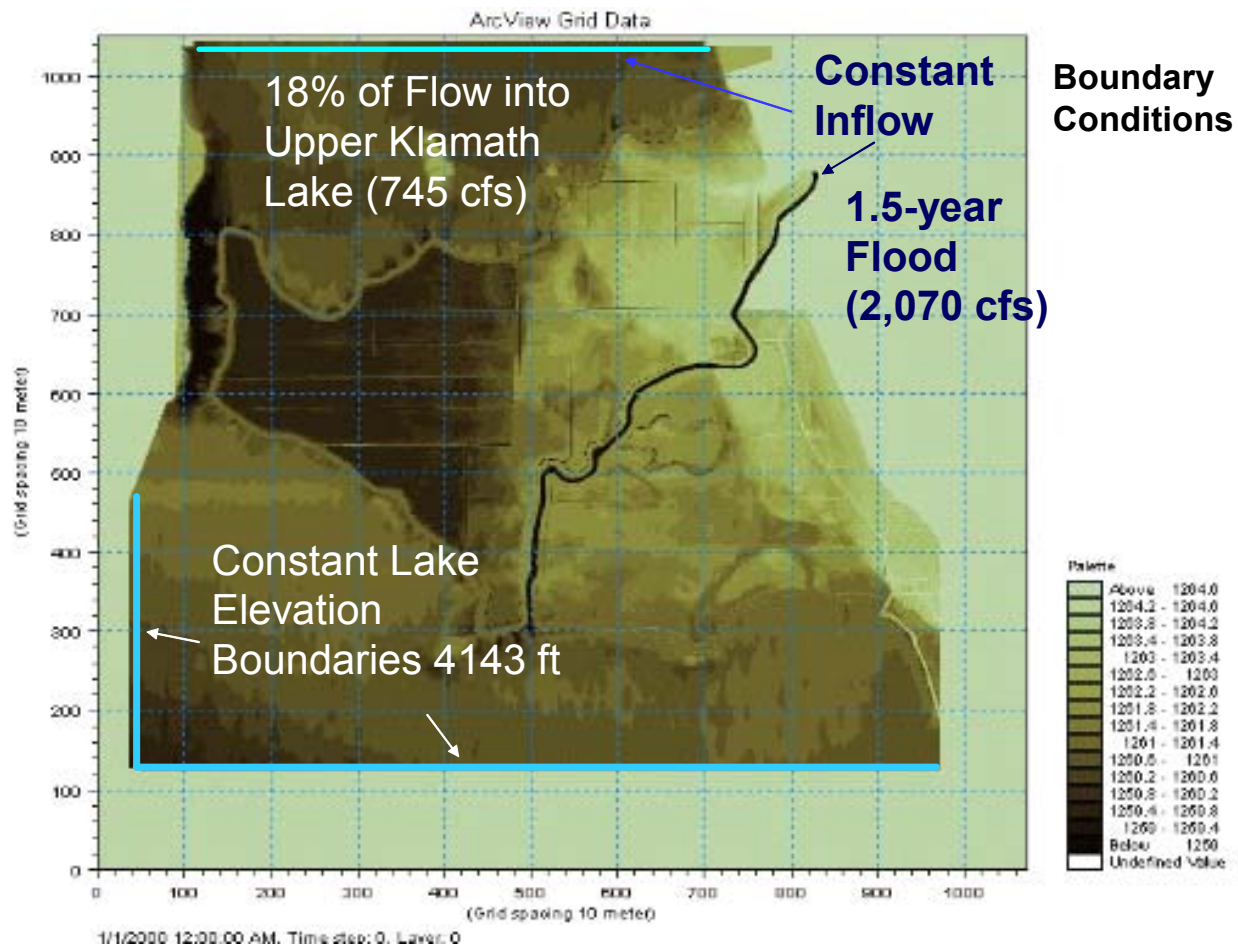 ArcView Grid Data
18% of Flow into
Upper Klamath
Lake (745 cfs)
Constant
Inflow
Boundary
Conditions
1.5-year
Flood
(2,070 cfs)
Constant Lake
Elevation
Boundaries 4143 ft
(Grid spacing 10 meter)
1000
900
800
700
600
500
400
300
200
100
0
0 100 200 300 400 500 600 700 800 900 1000
(Grid spacing 10 meter)
1/1/2000 12:00:00 AM, Time step: 0, Layer: 0
Palette
Above
Below
Undefined Value